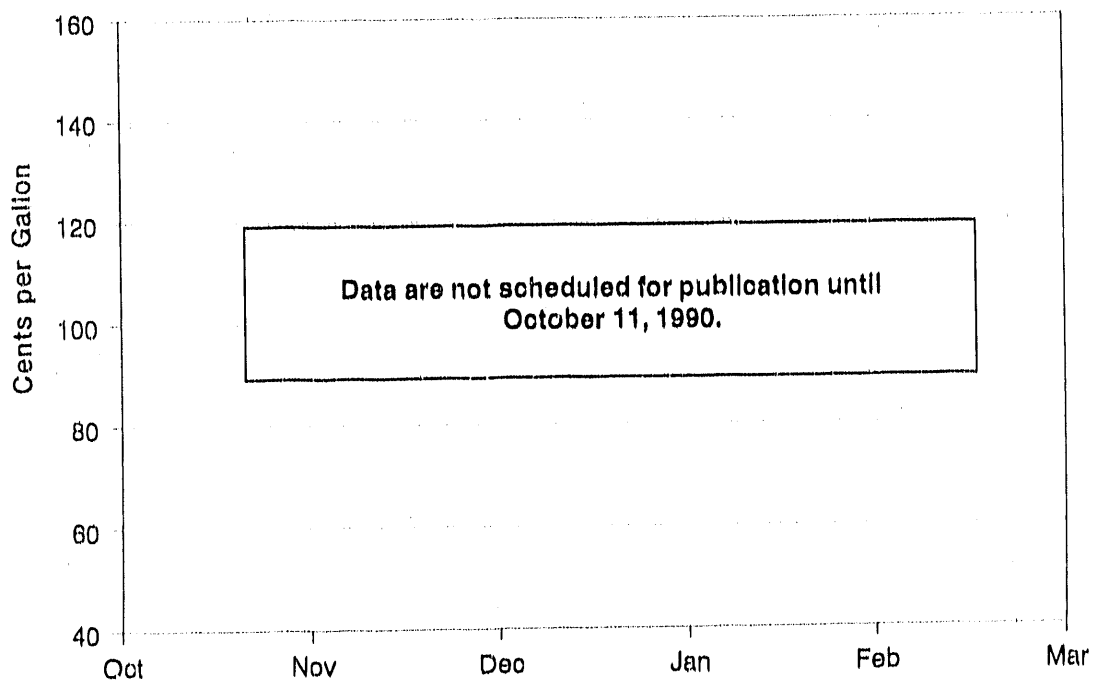 160
140
120
100
80
60
40
Cents per Gallon
Data are not scheduled for publication until
October 11, 1990.
Oct
Nov
Dec
Jan
Feb
Mar